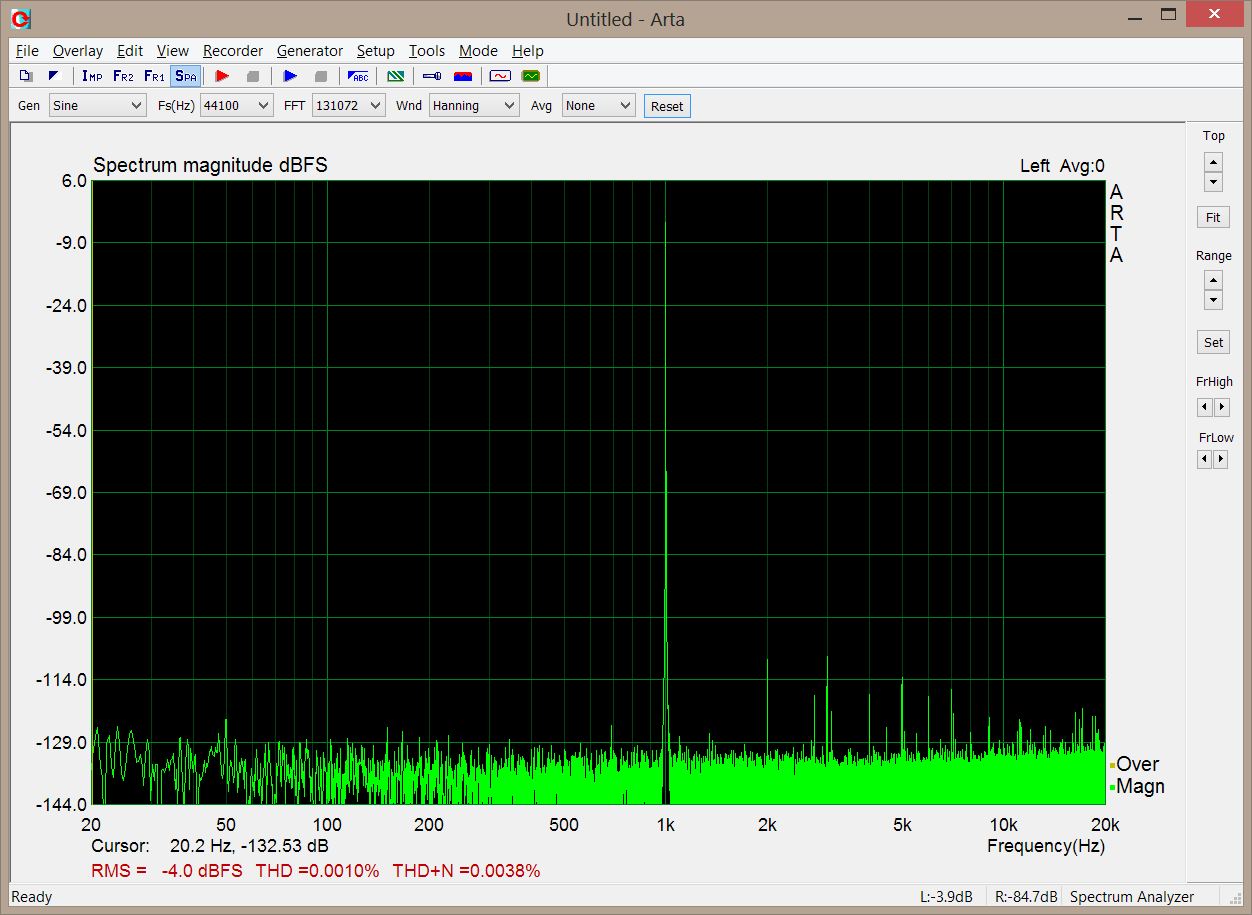 Untitled - Arta
File Overlay Edit View Recorder Generator Setup Tools Mode Help
IMP FR2 FR1 SPA ABC
Gen Sine Fs(Hz) 44100 FFT 131072 Wnd Hanning Avg None Reset
Top
Spectrum magnitude dBFS Left Avg:0
6.0
A
R
T
A
Fit
-9.0
Range
-24.0
Set
-39.0
FrHigh
-54.0
FrLow
-69.0
-84.0
-99.0
-114.0
-129.0
Over
Magn
-144.0
20 50 100 200 500 1k 2k 5k 10k 20k
Cursor: 20.2 Hz, -132.53 dB Frequency(Hz)
RMS = -4.0 dBFS THD =0.0010% THD+N =0.0038%
Ready L:-3.9dB R:-84.7dB Spectrum Analyzer